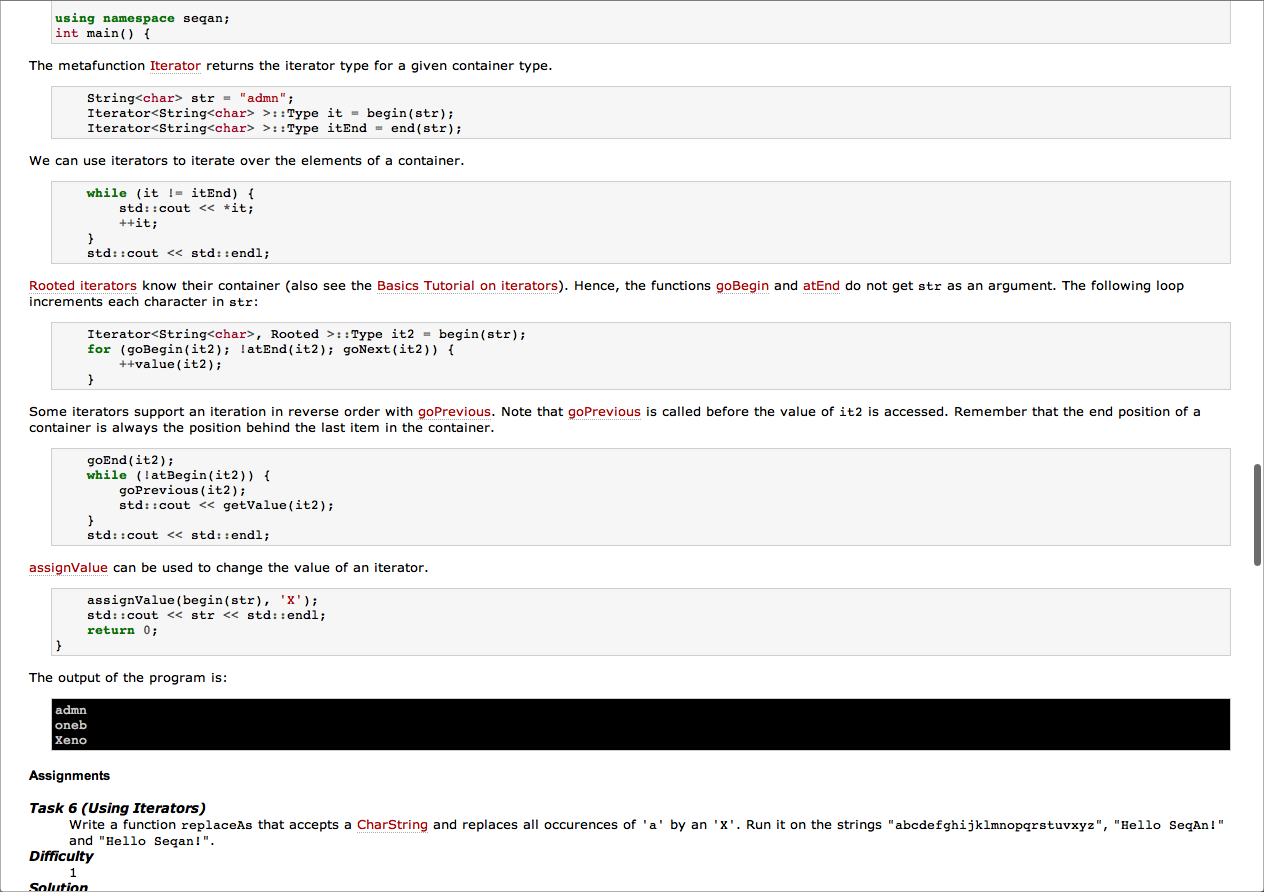 using namespace seqan;
int main() {
The metafunction Iterator returns the iterator type for a given container type.
String<char> str = "admn";
Iterator<String<char> >::Type it = begin(str);
Iterator<String<char> >::Type itEnd = end(str);
We can use iterators to iterate over the elements of a container.
while (it != itEnd) {
std::cout << *it;
++it;
}
std::cout << std::endl;
Rooted iterators know their container (also see the Basics Tutorial on iterators). Hence, the functions goBegin and atEnd do not get str as an argument. The following loop
increments each character in str:
Iterator<String<char>, Rooted >::Type it2 = begin(str);
for (goBegin(it2); !atEnd(it2); goNext(it2)) {
++value(it2);
}
Some iterators support an iteration in reverse order with goPrevious. Note that goPrevious is called before the value of it2 is accessed. Remember that the end position of a
container is always the position behind the last item in the container.
goEnd(it2);
while (!atBegin(it2)) {
goPrevious(it2);
std::cout << getValue(it2);
}
std::cout << std::endl;
assignValue can be used to change the value of an iterator.
assignValue(begin(str), 'X');
std::cout << str << std::endl;
return 0;
}
The output of the program is:
admn
oneb
Xeno
Assignments
Task 6 (Using Iterators)
Write a function replaceAs that accepts a CharString and replaces all occurences of 'a' by an 'X'. Run it on the strings "abcdefghijklmnopqrstuvxyz", "Hello SeqAn!"
and "Hello Seqan!".
Difficulty
1
Solution